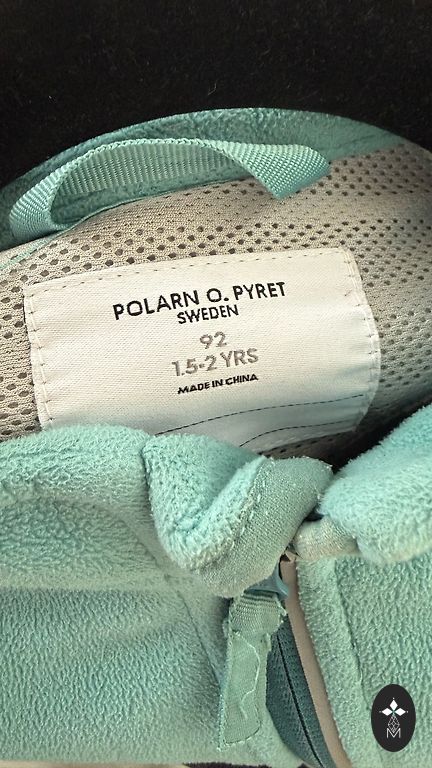 POLARN O. PYRET
SWEDEN
92
1.5-2 YRS
MADE IN CHINA